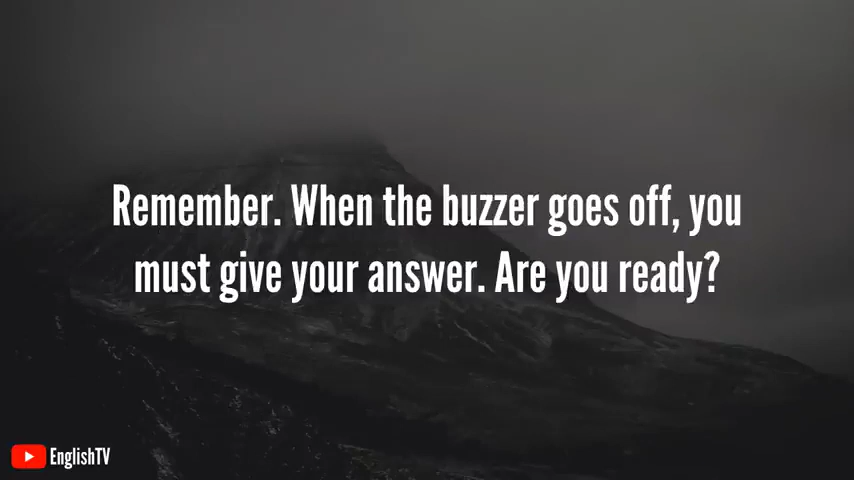 Remember. When the buzzer goes off, you
must give your answer. Are you ready?
EnglishTV